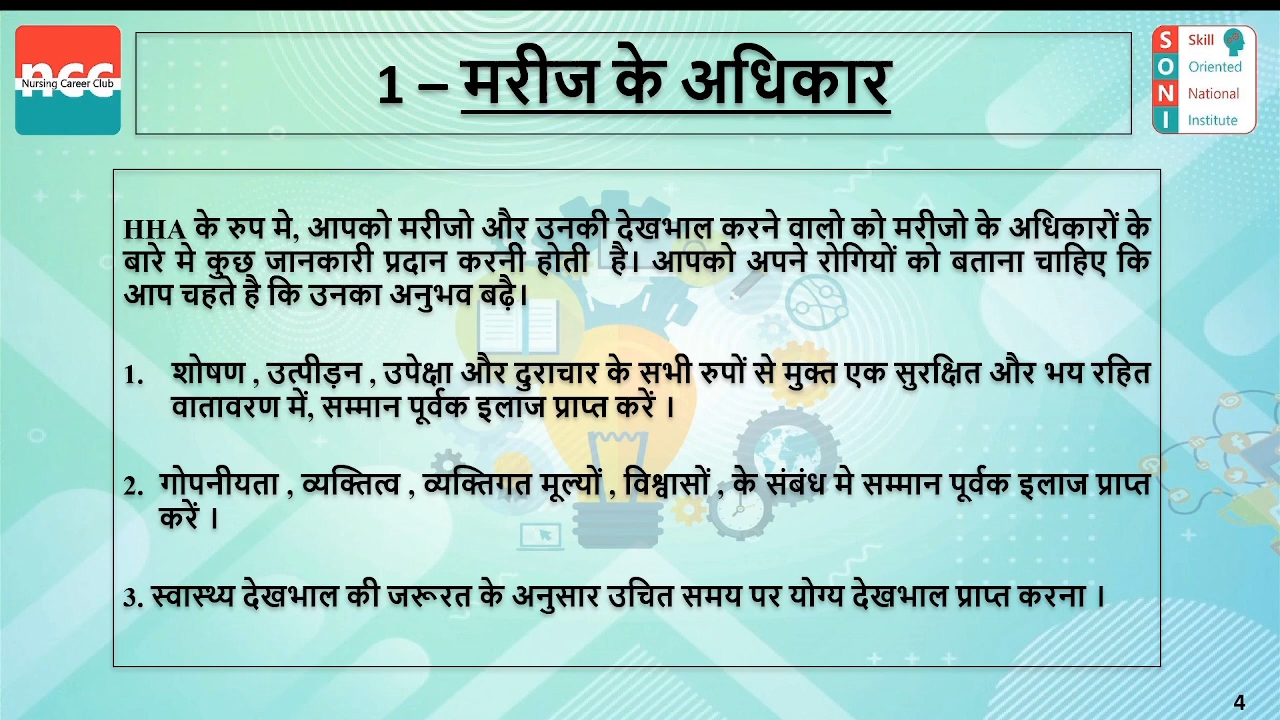 ncc
Nursing Career Club
1 – मरीज के अधिकार
S Skill
O Oriented
N National
I Institute
HHA के रुप मे, आपको मरीजो और उनकी देखभाल करने वालो को मरीजो के अधिकारों के
बारे मे कुछ जानकारी प्रदान करनी होती है। आपको अपने रोगियों को बताना चाहिए कि
आप चहते है कि उनका अनुभव बढ़ै।
1. शोषण , उत्पीड़न , उपेक्षा और दुराचार के सभी रुपों से मुक्त एक सुरक्षित और भय रहित
वातावरण में, सम्मान पूर्वक इलाज प्राप्त करें ।
2. गोपनीयता , व्यक्तित्व , व्यक्तिगत मूल्यों , विश्वासों , के संबंध मे सम्मान पूर्वक इलाज प्राप्त
करें ।
3. स्वास्थ्य देखभाल की जरूरत के अनुसार उचित समय पर योग्य देखभाल प्राप्त करना ।
4